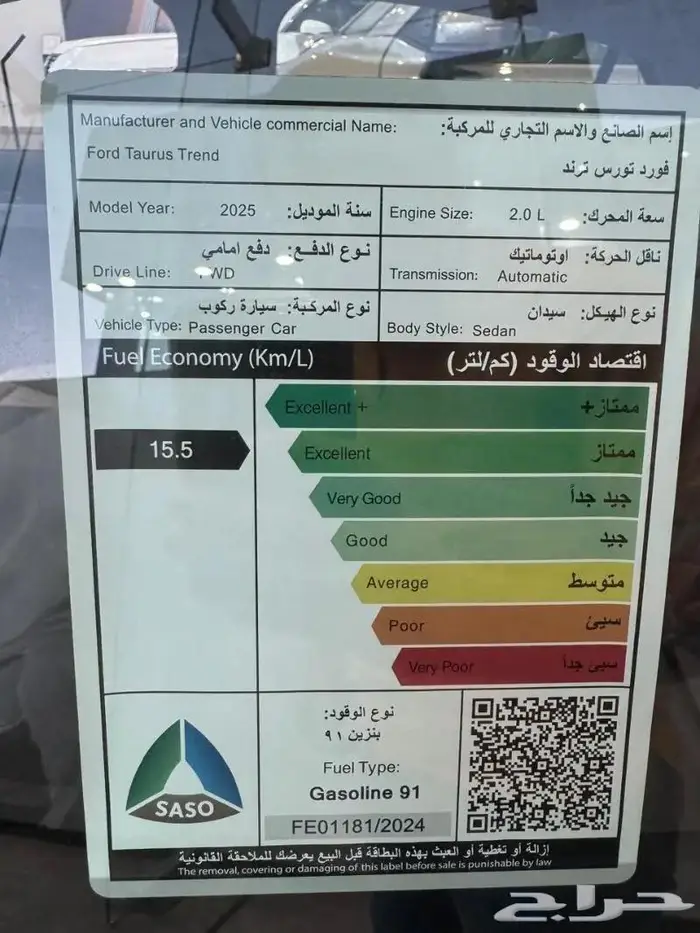 Manufacturer and Vehicle commercial Name: إسم الصانع والاسم التجاري للمركبة:
Ford Taurus Trend فورد تورس ترند
Model Year: 2025 سنة الموديل:
Engine Size: 2.0 L سعة المحرك:
نوع الدفع: دفع امامي
Drive Line: WD
ناقل الحركة: اوتوماتيك
Transmission: Automatic
نوع المركبة: سيارة ركوب
Vehicle Type: Passenger Car
نوع الهيكل: سيدان
Body Style: Sedan
Fuel Economy (Km/L) اقتصاد الوقود (كم/لتر)
15.5
Excellent + ممتاز+
Excellent ممتاز
Very Good جيد جداً
Good جيد
Average متوسط
Poor سيئ
Very Poor سيئ جداً
SASO
نوع الوقود:
بنزين ٩١
Fuel Type:
Gasoline 91
FE01181/2024
إزالة أو تغطية أو العبث بهذه البطاقة قبل البيع يعرضك للملاحقة القانونية
The removal, covering or damaging of this label before sale is punishable by law
حراج